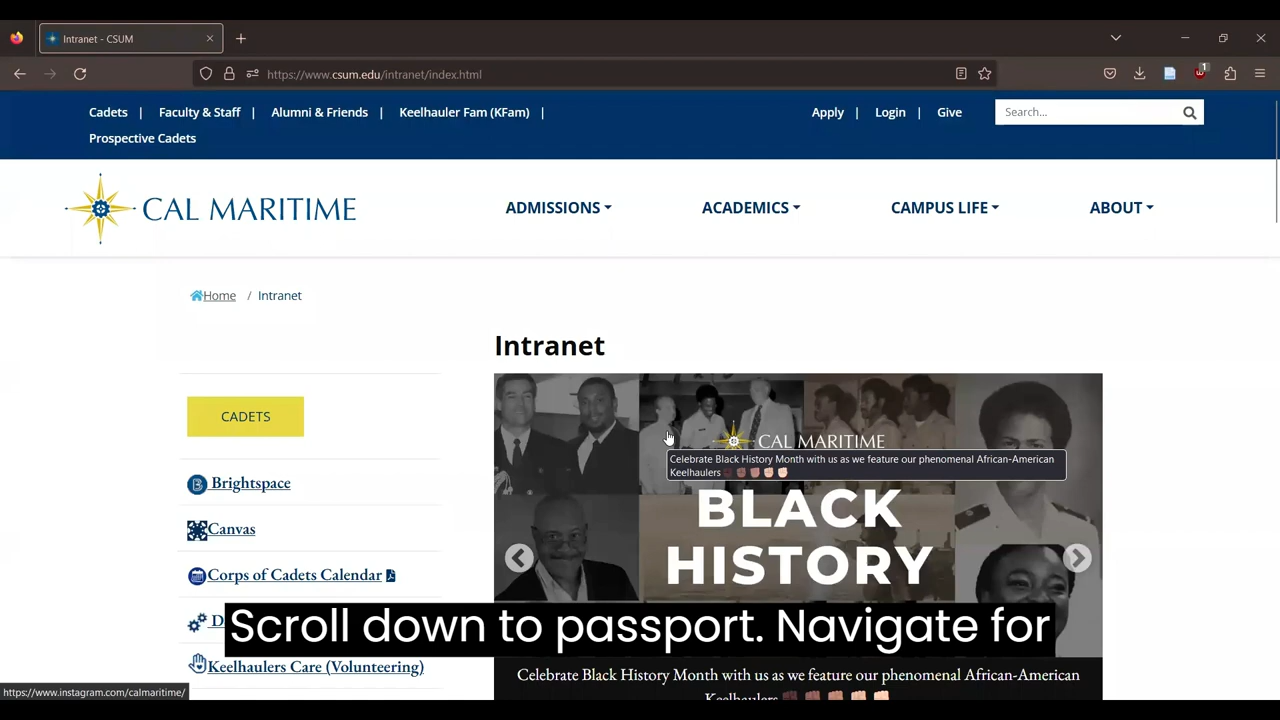 Intranet - CSUM
https://www.csum.edu/intranet/index.html
1
Cadets | Faculty & Staff | Alumni & Friends | Keelhauler Fam (KFam) |
Prospective Cadets
Apply | Login | Give
Search...
CAL MARITIME
ADMISSIONS
ACADEMICS
CAMPUS LIFE
ABOUT
Home / Intranet
CADETS
Brightspace
Canvas
Corps of Cadets Calendar
Keelhaulers Care (Volunteering)
Intranet
CAL MARITIME
Celebrate Black History Month with us as we feature our phenomenal African-American
Keelhaulers ✊🏿✊🏾✊🏽✊🏼✊🏻
BLACK
HISTORY
Scroll down to passport. Navigate for
Celebrate Black History Month with us as we feature our phenomenal African-American
Keelhaulers ✊🏿✊🏾✊🏽✊🏼✊🏻
https://www.instagram.com/calmaritime/